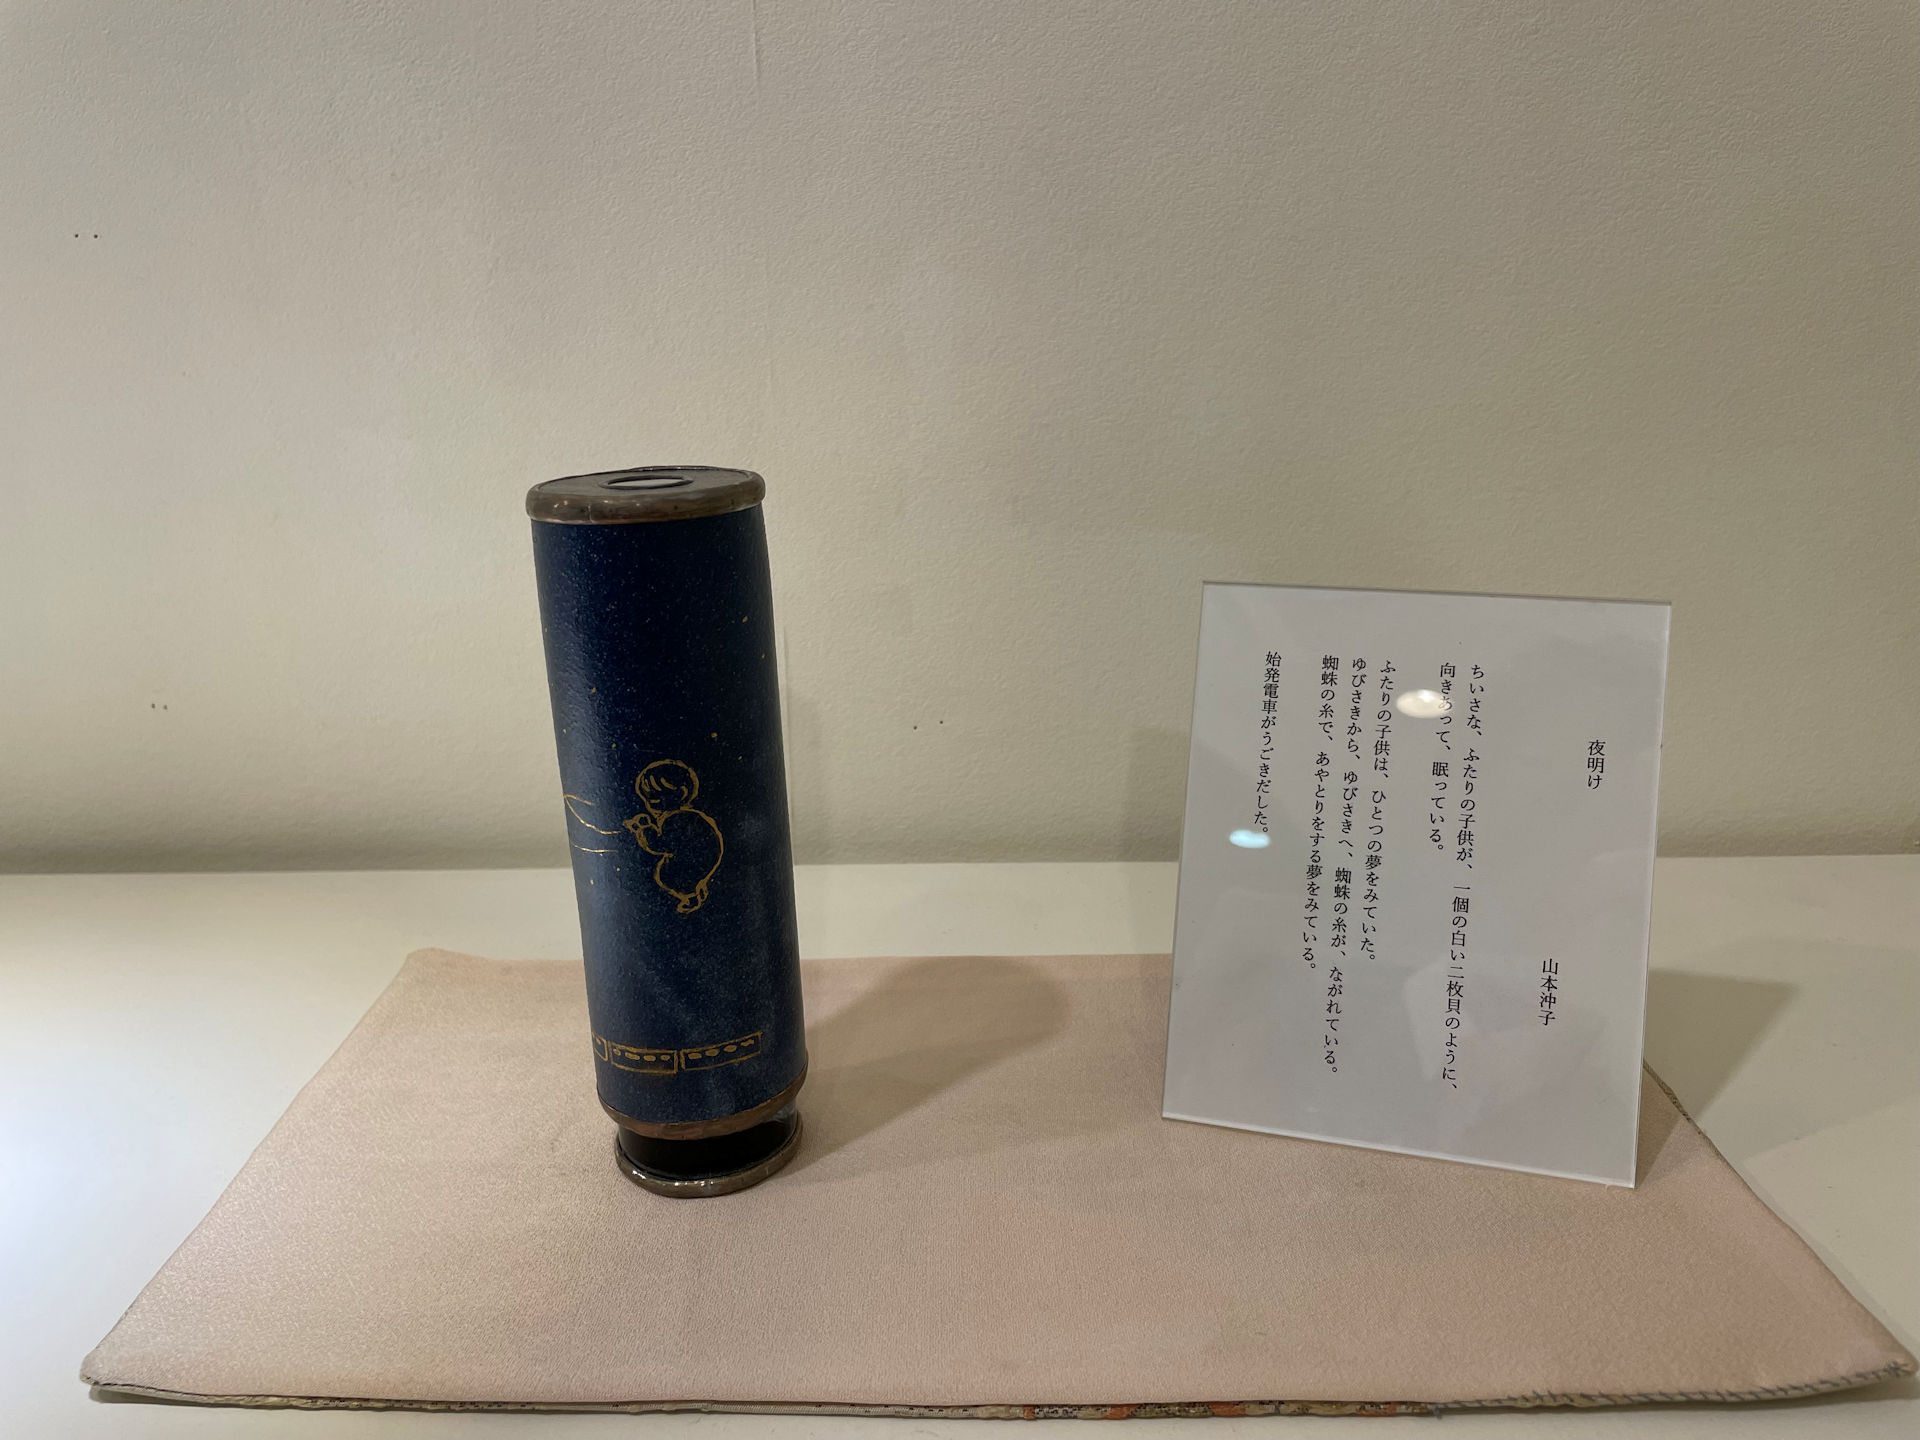 夜明け
山本沖子
ちいさな、ふたりの子供が、一個の白い二枚貝のように、
向きあって、眠っている。
ふたりの子供は、ひとつの夢をみていた。
ゆびさきから、ゆびさきへ、蜘蛛の糸が、ながれている。
蜘蛛の糸で、あやとりをする夢をみている。
始発電車がうごきだした。